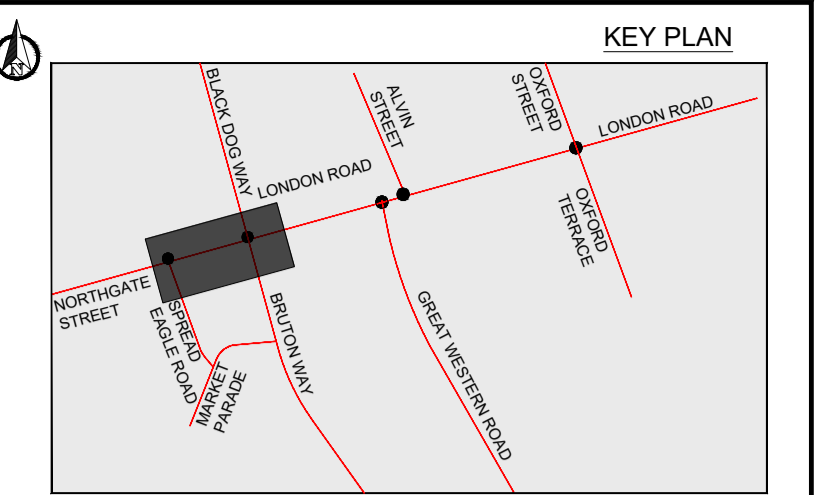 KEY PLAN
N
BLACK DOG WAY
ALVIN
STREET
OXFORD
STREET
LONDON ROAD
LONDON ROAD
OXFORD
TERRACE
NORTHGATE
STREET
SPREAD
EAGLE ROAD
MARKET
PARADE
BRUTON WAY
GREAT WESTERN ROAD